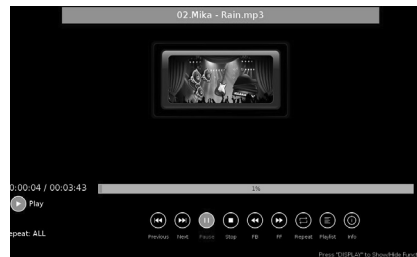 02.Mika - Rain.mp3
0:00:04 / 00:03:43
1%
Play
Previous Next Pause Stop FB FF Repeat Playlist Info
epeat: ALL
Press "DISPLAY" to Show/Hide Func